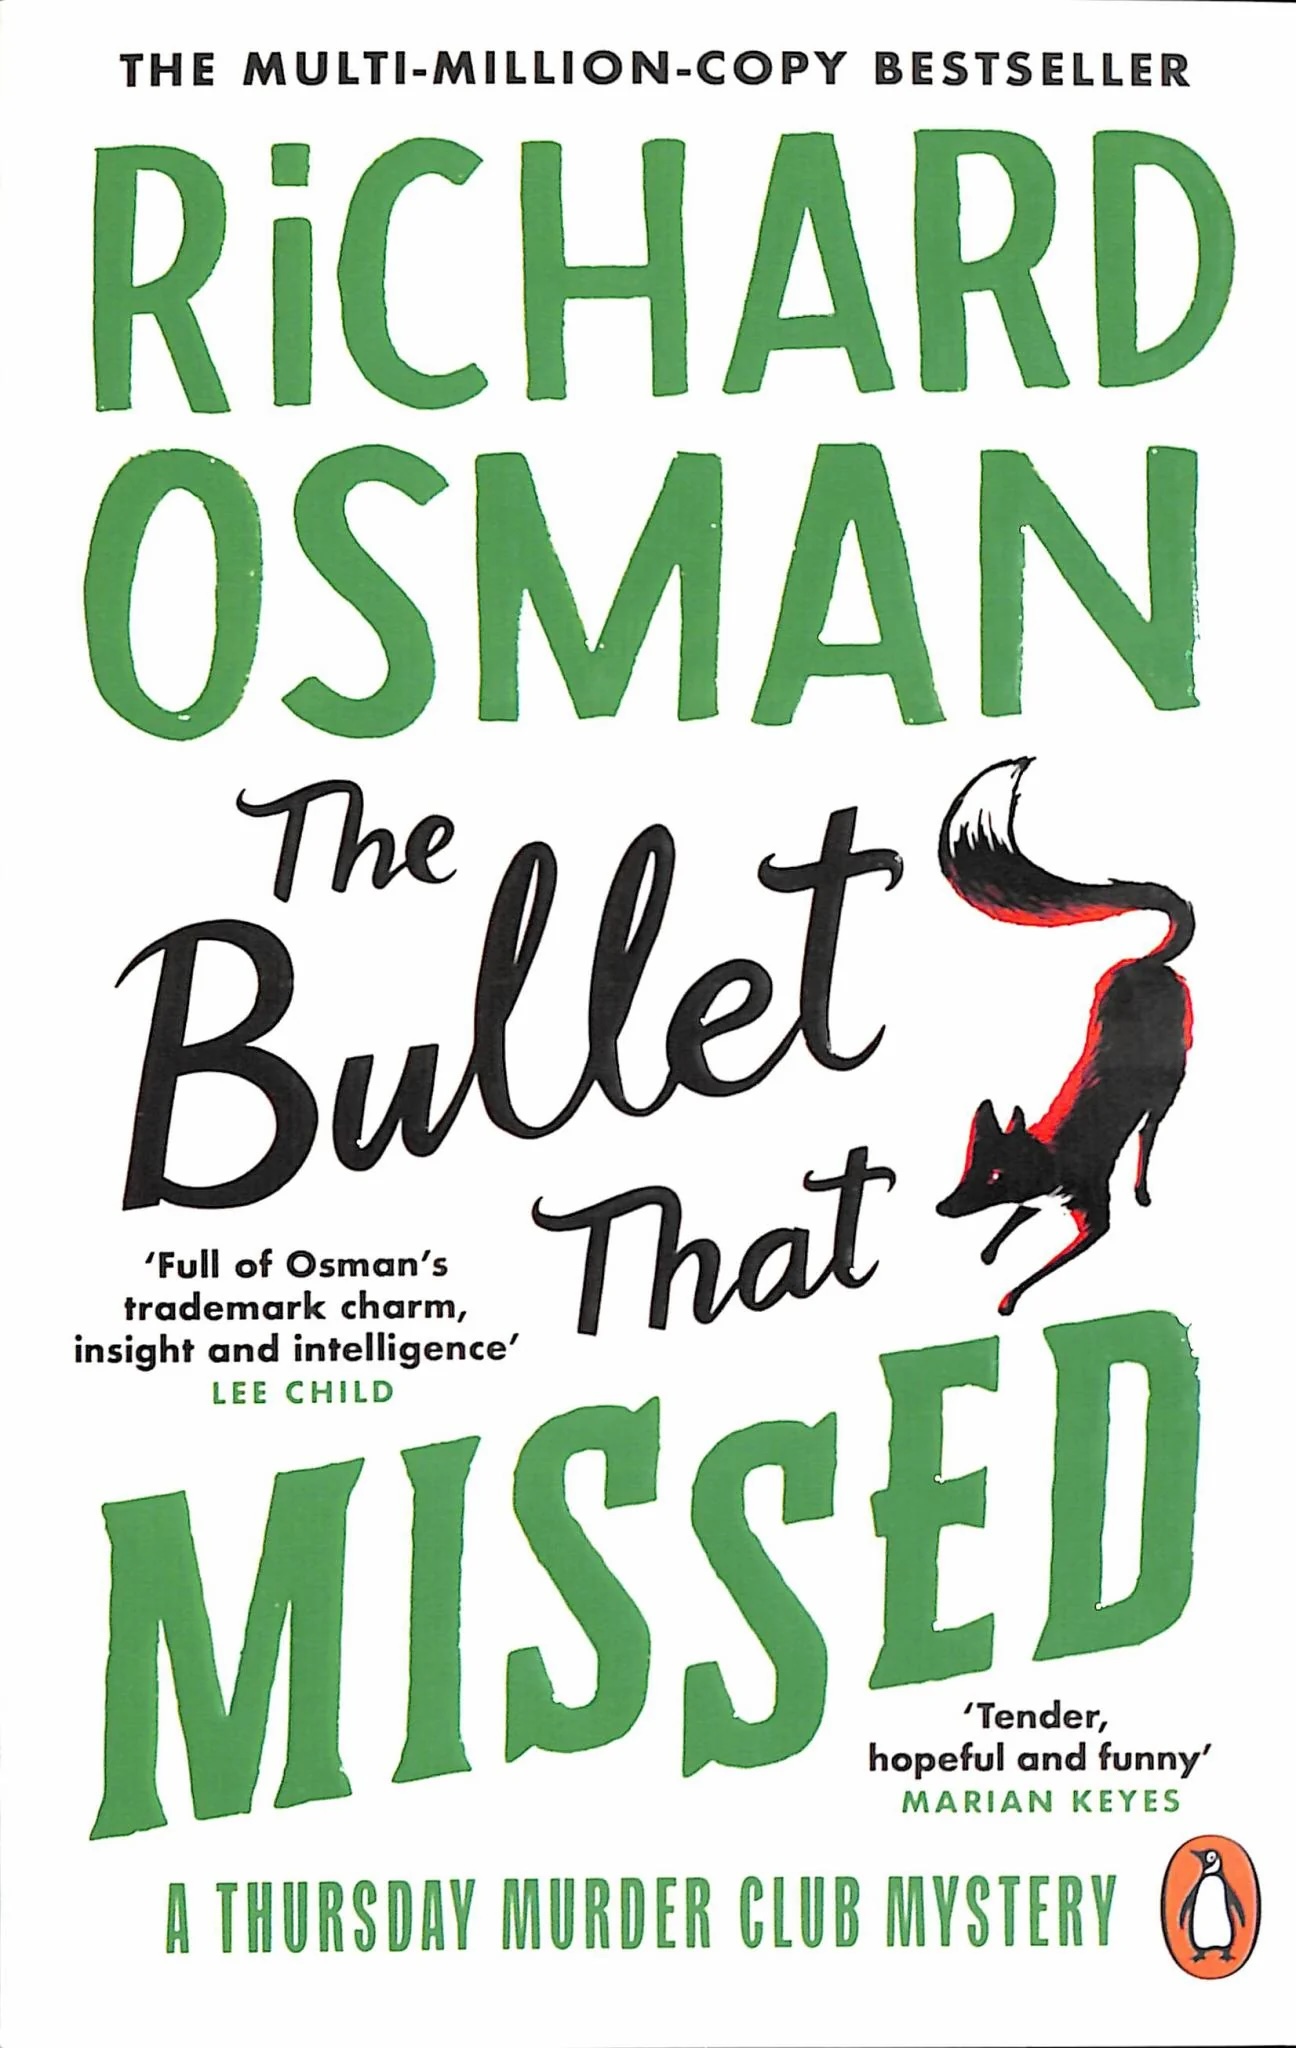 THE MULTI-MILLION-COPY BESTSELLER
RiCHARD
OSMAN
The
Bullet
That
'Full of Osman's
trademark charm,
insight and intelligence'
LEE CHILD
MISSED
'Tender,
hopeful and funny'
MARIAN KEYES
A THURSDAY MURDER CLUB MYSTERY